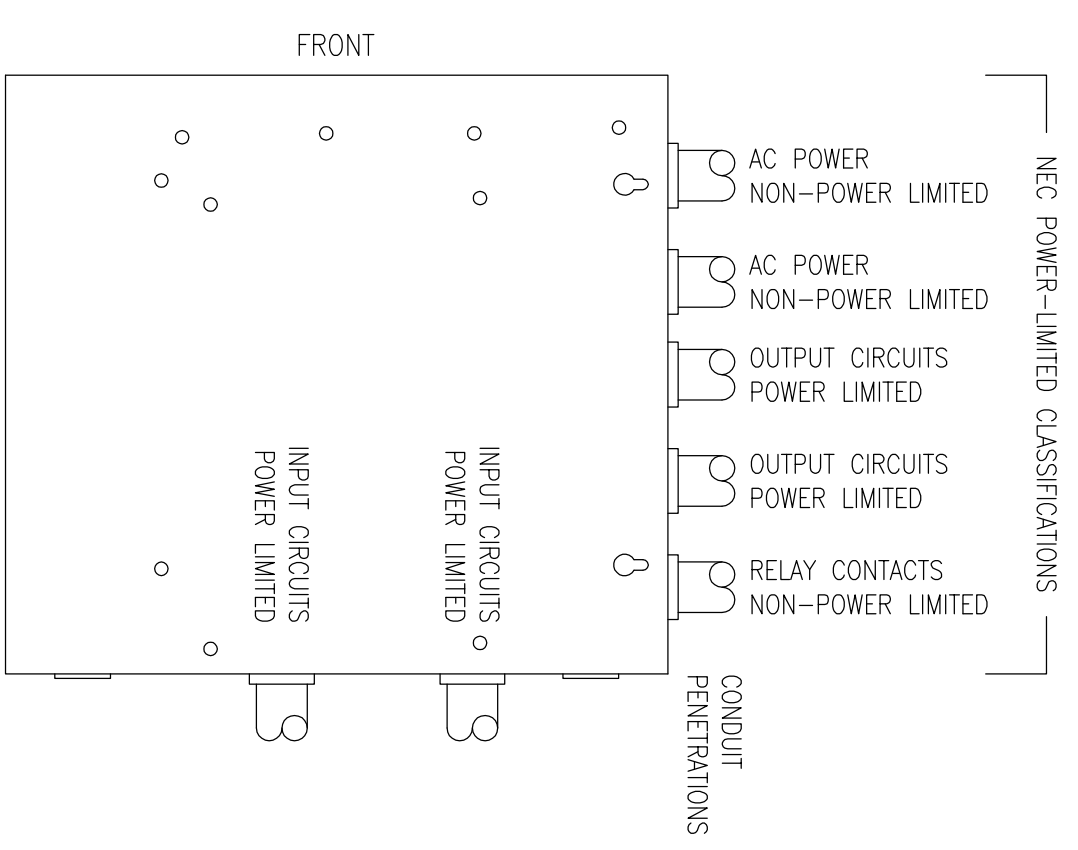 FRONT
AC POWER
NON-POWER LIMITED
AC POWER
NON-POWER LIMITED
OUTPUT CIRCUITS
POWER LIMITED
OUTPUT CIRCUITS
POWER LIMITED
RELAY CONTACTS
NON-POWER LIMITED
NEC POWER-LIMITED CLASSIFICATIONS
INPUT CIRCUITS
POWER LIMITED
INPUT CIRCUITS
POWER LIMITED
CONDUIT
PENETRATIONS